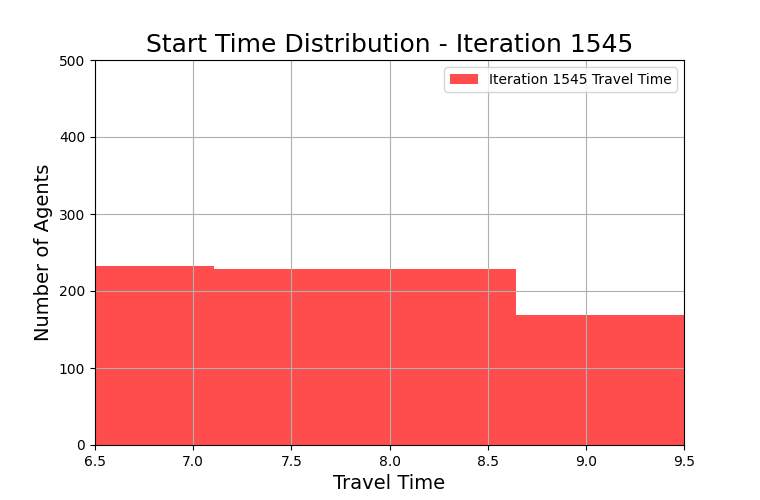 Start Time Distribution - Iteration 1545
Iteration 1545 Travel Time
Number of Agents
500
400
300
200
100
0
6.5 7.0 7.5 8.0 8.5 9.0 9.5
Travel Time